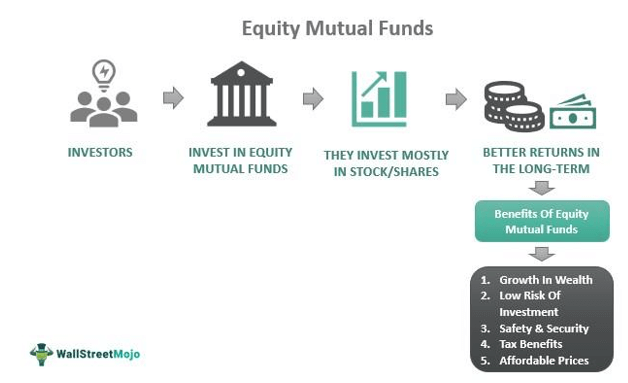 Equity Mutual Funds
INVESTORS
INVEST IN EQUITY
MUTUAL FUNDS
THEY INVEST MOSTLY
IN STOCK/SHARES
BETTER RETURNS IN
THE LONG-TERM
Benefits Of Equity
Mutual Funds
1. Growth In Wealth
2. Low Risk Of
Investment
3. Safety & Security
4. Tax Benefits
5. Affordable Prices
WallStreetMojo